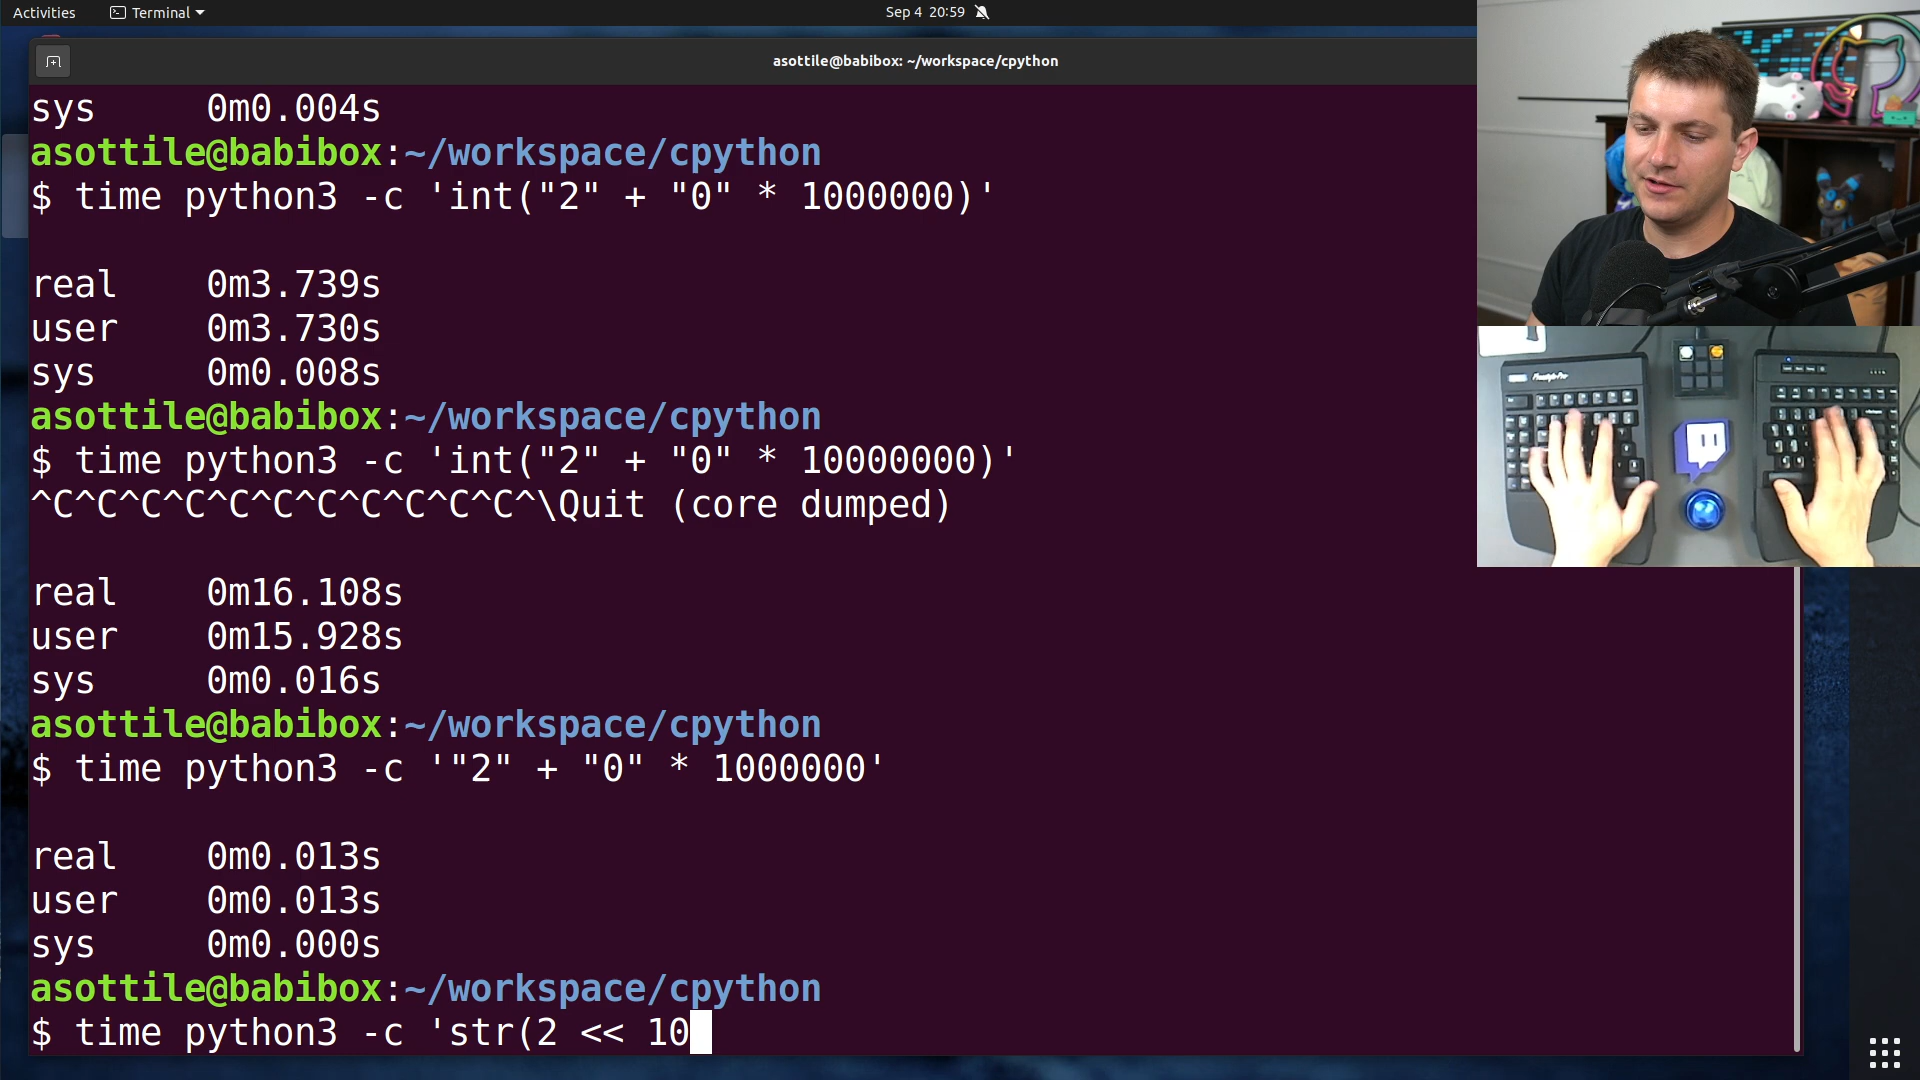 Activities
Terminal
Sep 4 20:59
asottile@babibox: ~/workspace/cpython
sys 0m0.004s
asottile@babibox:~/workspace/cpython
$ time python3 -c 'int("2" + "0" * 1000000)'
real 0m3.739s
user 0m3.730s
sys 0m0.008s
asottile@babibox:~/workspace/cpython
$ time python3 -c 'int("2" + "0" * 10000000)'
^C^C^C^C^C^C^C^C^C^C^C^\Quit (core dumped)
real 0m16.108s
user 0m15.928s
sys 0m0.016s
asottile@babibox:~/workspace/cpython
$ time python3 -c '"2" + "0" * 1000000'
real 0m0.013s
user 0m0.013s
sys 0m0.000s
asottile@babibox:~/workspace/cpython
$ time python3 -c 'str(2 << 10